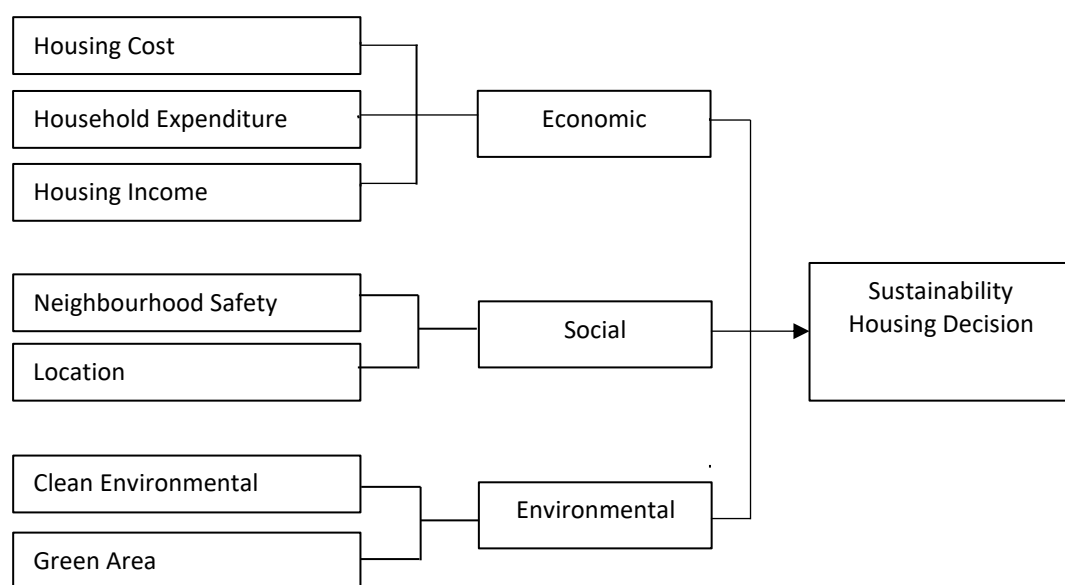 Housing Cost
Household Expenditure
Housing Income
Economic
Neighbourhood Safety
Location
Social
Clean Environmental
Green Area
Environmental
Sustainability
Housing Decision